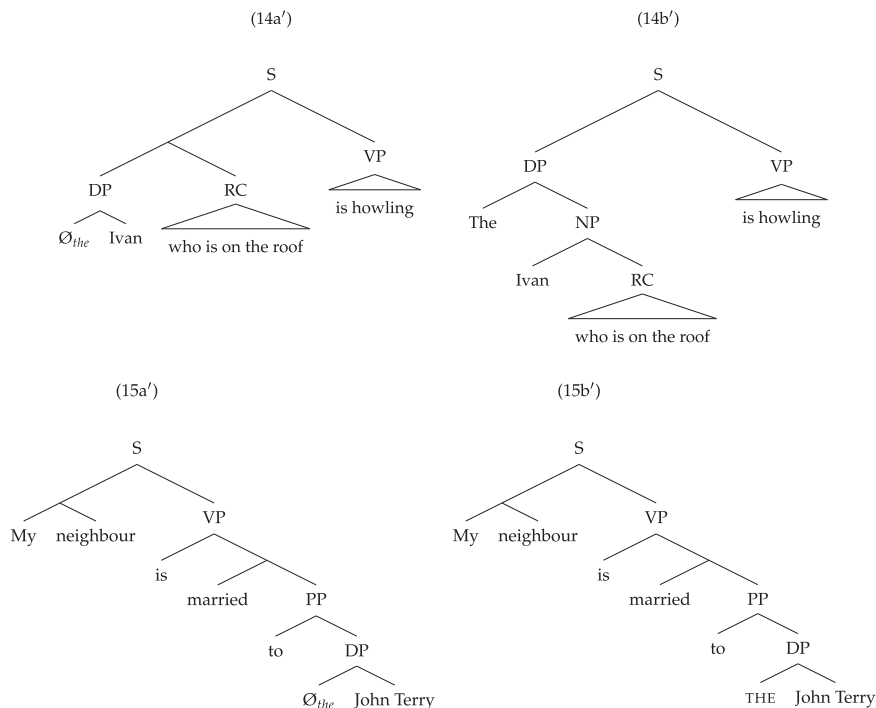 (14a′) (14b′)
S S
DP VP
VP
DP RC
is howling The NP is howling
Ø_the Ivan who is on the roof
Ivan RC
who is on the roof
(15a′) (15b′)
S S
My neighbour VP My neighbour VP
is is
married PP married PP
to DP to DP
Ø_the John Terry THE John Terry